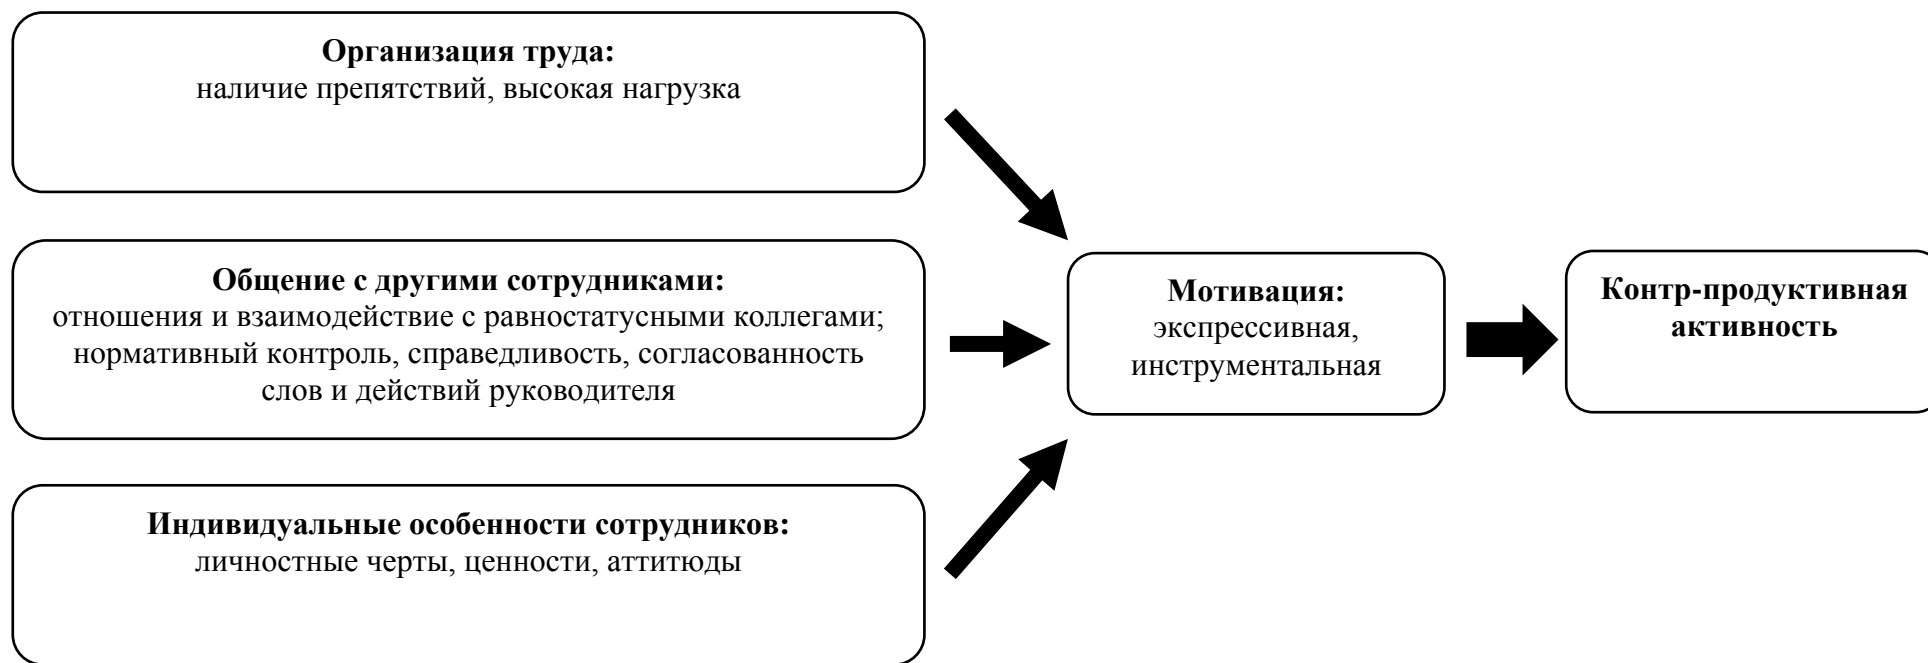 Организация труда:
наличие препятствий, высокая нагрузка
Общение с другими сотрудниками:
отношения и взаимодействие с равностатусными коллегами;
нормативный контроль, справедливость, согласованность
слов и действий руководителя
Индивидуальные особенности сотрудников:
личностные черты, ценности, аттитюды
Мотивация:
экспрессивная,
инструментальная
Контр-продуктивная
активность